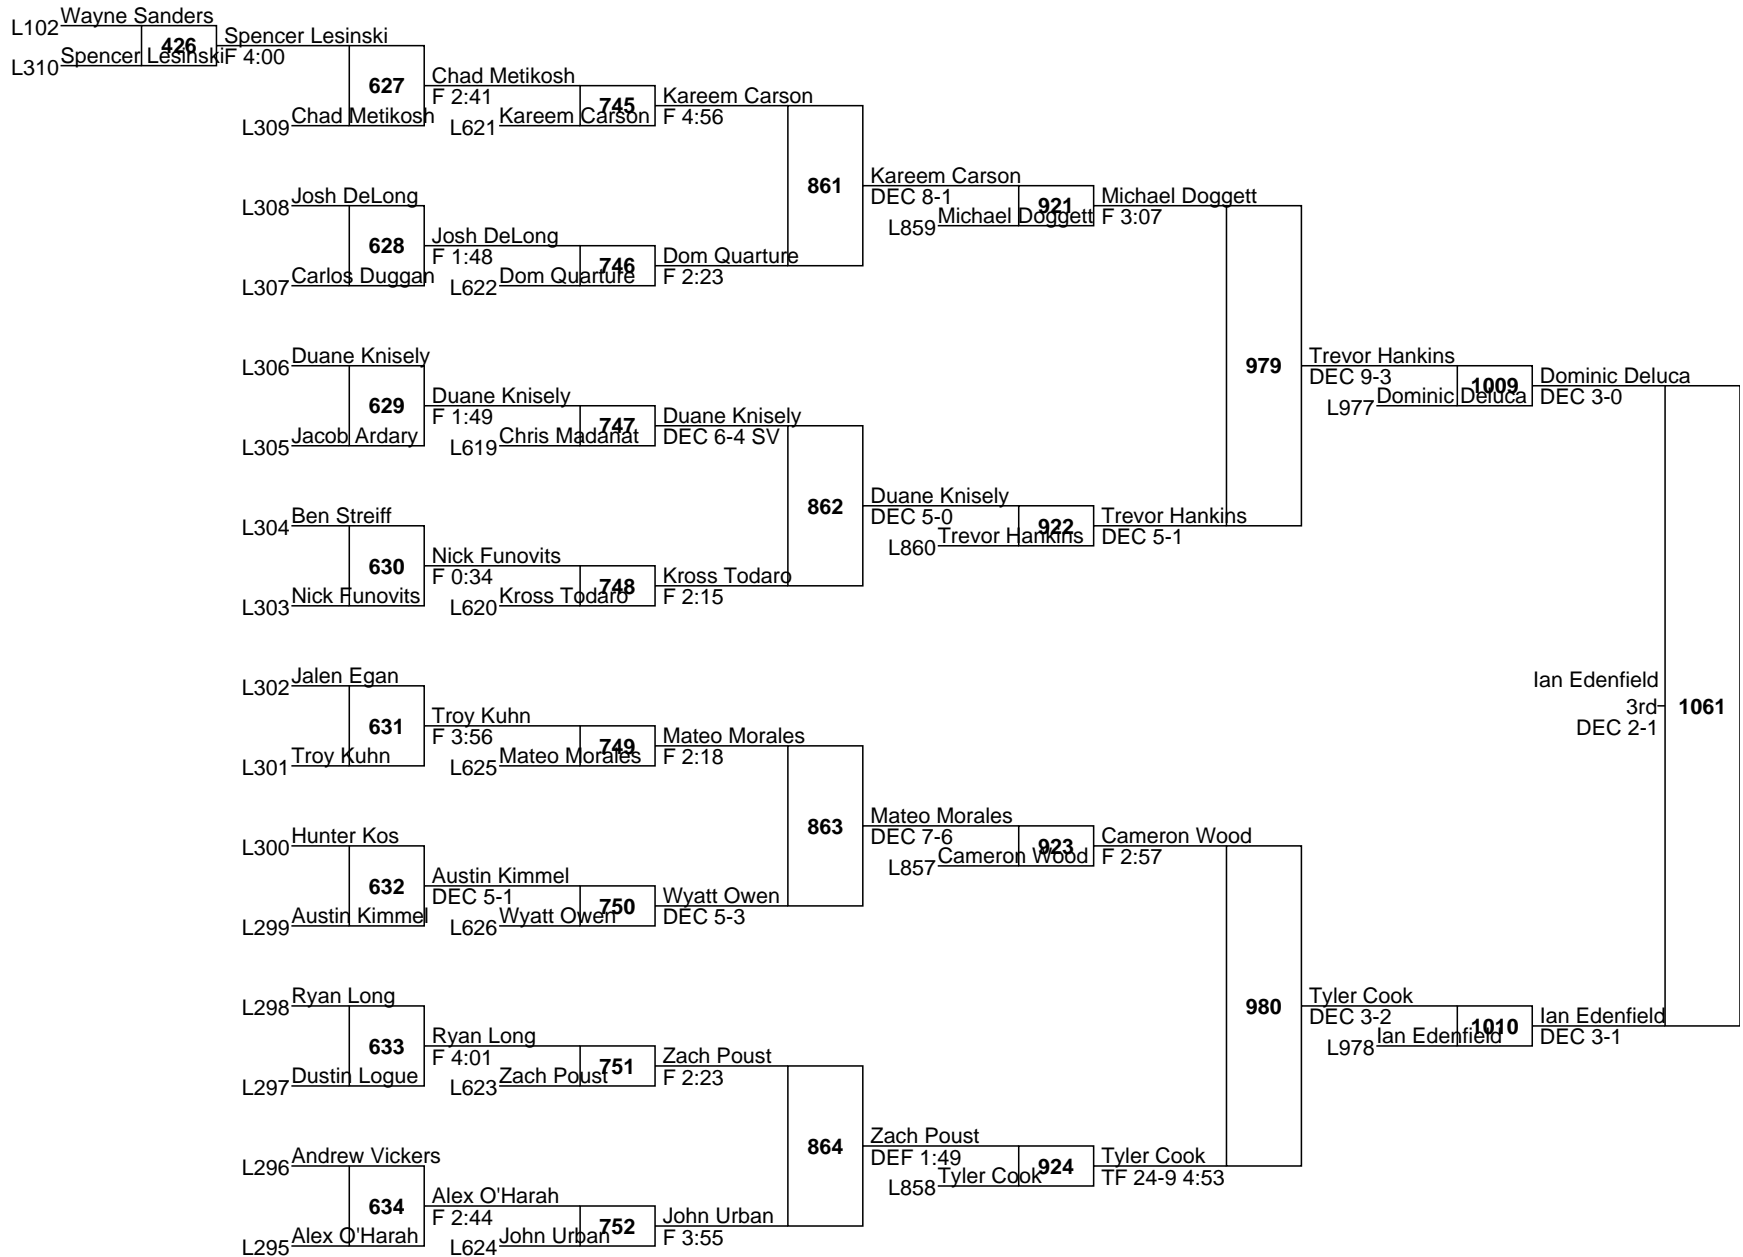 Wayne Sanders
L102
426
Spencer Lesinski
F 4:00
L310
Spencer Lesinski
627
Chad Metikosh
F 2:41
L309
Chad Metikosh
745
L621
Kareem Carson
Kareem Carson
F 4:56
861
Kareem Carson
DEC 8-1
L308
Josh DeLong
628
Josh DeLong
F 1:48
L307
Carlos Duggan
746
L622
Dom Quarture
Dom Quarture
F 2:23
921
L859
Michael Doggett
Michael Doggett
F 3:07
L306
Duane Knisely
629
Duane Knisely
F 1:49
L305
Jacob Ardary
747
L619
Chris Madanat
Duane Knisely
DEC 6-4 SV
862
Duane Knisely
DEC 5-0
L304
Ben Streiff
630
Nick Funovits
F 0:34
L303
Nick Funovits
748
L620
Kross Todaro
Kross Todaro
F 2:15
922
L860
Trevor Hankins
Trevor Hankins
DEC 5-1
979
Trevor Hankins
DEC 9-3
1009
L977
Dominic Deluca
Dominic Deluca
DEC 3-0
L302
Jalen Egan
631
Troy Kuhn
F 3:56
L301
Troy Kuhn
749
L625
Mateo Morales
Mateo Morales
F 2:18
863
Mateo Morales
DEC 7-6
L300
Hunter Kos
632
Austin Kimmel
DEC 5-1
L299
Austin Kimmel
750
L626
Wyatt Owen
Wyatt Owen
DEC 5-3
923
L857
Cameron Wood
Cameron Wood
F 2:57
L298
Ryan Long
633
Ryan Long
F 4:01
L297
Dustin Logue
751
L623
Zach Poust
Zach Poust
F 2:23
864
Zach Poust
DEF 1:49
L296
Andrew Vickers
634
Alex O'Harah
F 2:44
L295
Alex O'Harah
752
L624
John Urban
John Urban
F 3:55
924
L858
Tyler Cook
Tyler Cook
TF 24-9 4:53
980
Tyler Cook
DEC 3-2
1010
L978
Ian Edenfield
Ian Edenfield
DEC 3-1
Ian Edenfield
3rd
DEC 2-1
1061